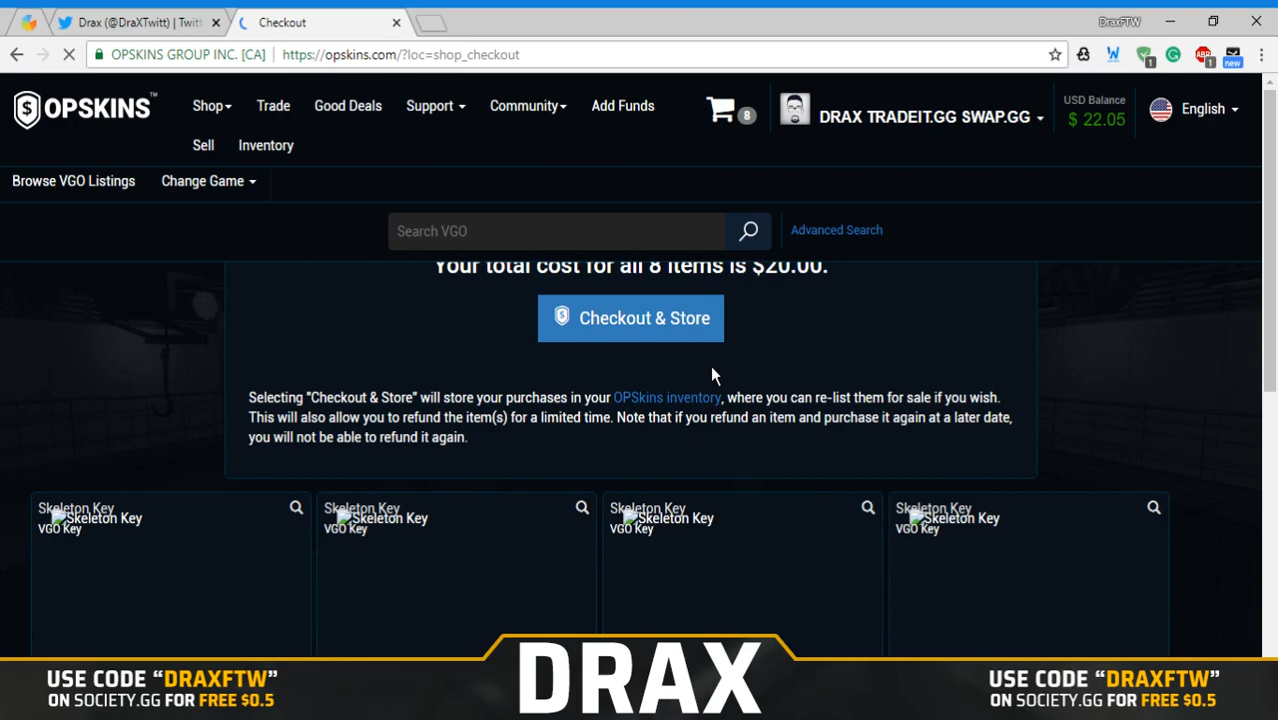 Drax (@DraXTwitt) | Twitt
Checkout
DraxFTW
OPSKINS GROUP INC. [CA]
https://opskins.com/?loc=shop_checkout
1
1
new
OPSKINS™
Shop
Trade
Good Deals
Support
Community
Add Funds
8
DRAX TRADEIT.GG SWAP.GG
USD Balance
$ 22.05
English
Sell
Inventory
Browse VGO Listings
Change Game
Search VGO
Advanced Search
Your total cost for all 8 items is $20.00.
Checkout & Store
Selecting "Checkout & Store" will store your purchases in your OPSkins inventory, where you can re-list them for sale if you wish.
This will also allow you to refund the item(s) for a limited time. Note that if you refund an item and purchase it again at a later date,
you will not be able to refund it again.
Skeleton Key
Skeleton Key
VGO Key
Skeleton Key
Skeleton Key
VGO Key
Skeleton Key
Skeleton Key
VGO Key
Skeleton Key
Skeleton Key
VGO Key
USE CODE “DRAXFTW”
ON SOCIETY.GG FOR FREE $0.5
DRAX
USE CODE “DRAXFTW”
ON SOCIETY.GG FOR FREE $0.5